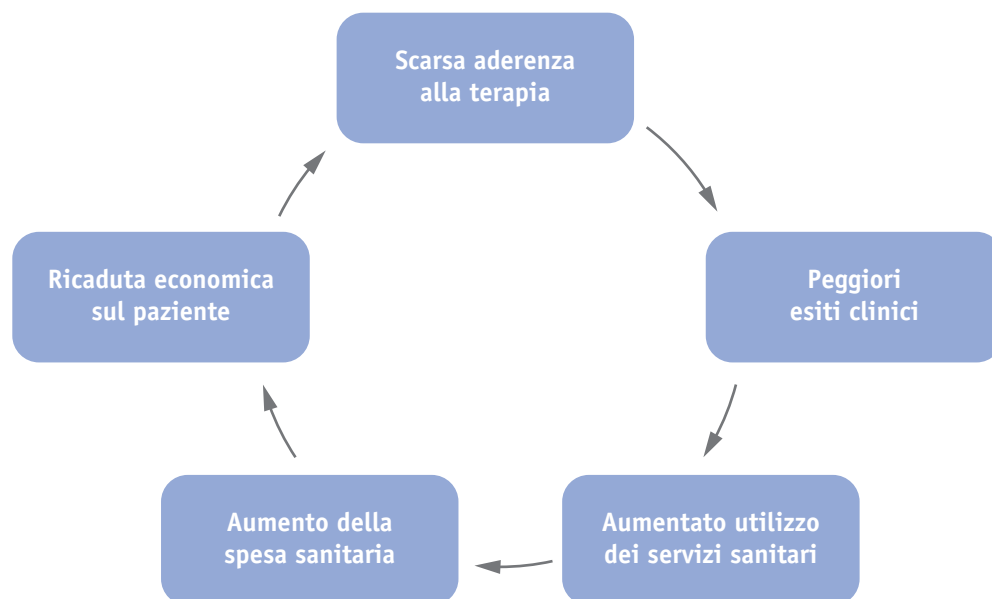 Scarsa aderenza
alla terapia
Peggiori
esiti clinici
Aumentato utilizzo
dei servizi sanitari
Aumento della
spesa sanitaria
Ricaduta economica
sul paziente